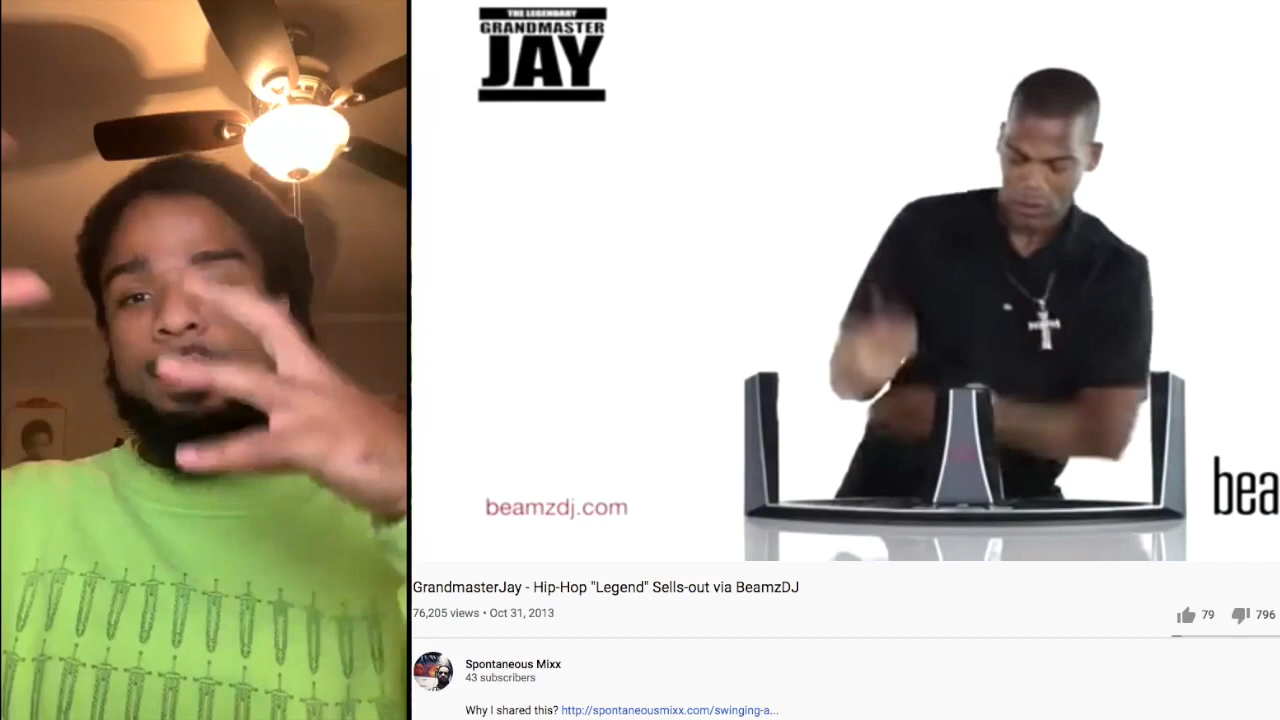 THE LEGENDARY
GRANDMASTER
JAY
beamzdj.com
bea
GrandmasterJay - Hip-Hop "Legend" Sells-out via BeamzDJ
76,205 views • Oct 31, 2013
79
796
Spontaneous Mixx
43 subscribers
Why I shared this? http://spontaneousmixx.com/swinging-a...